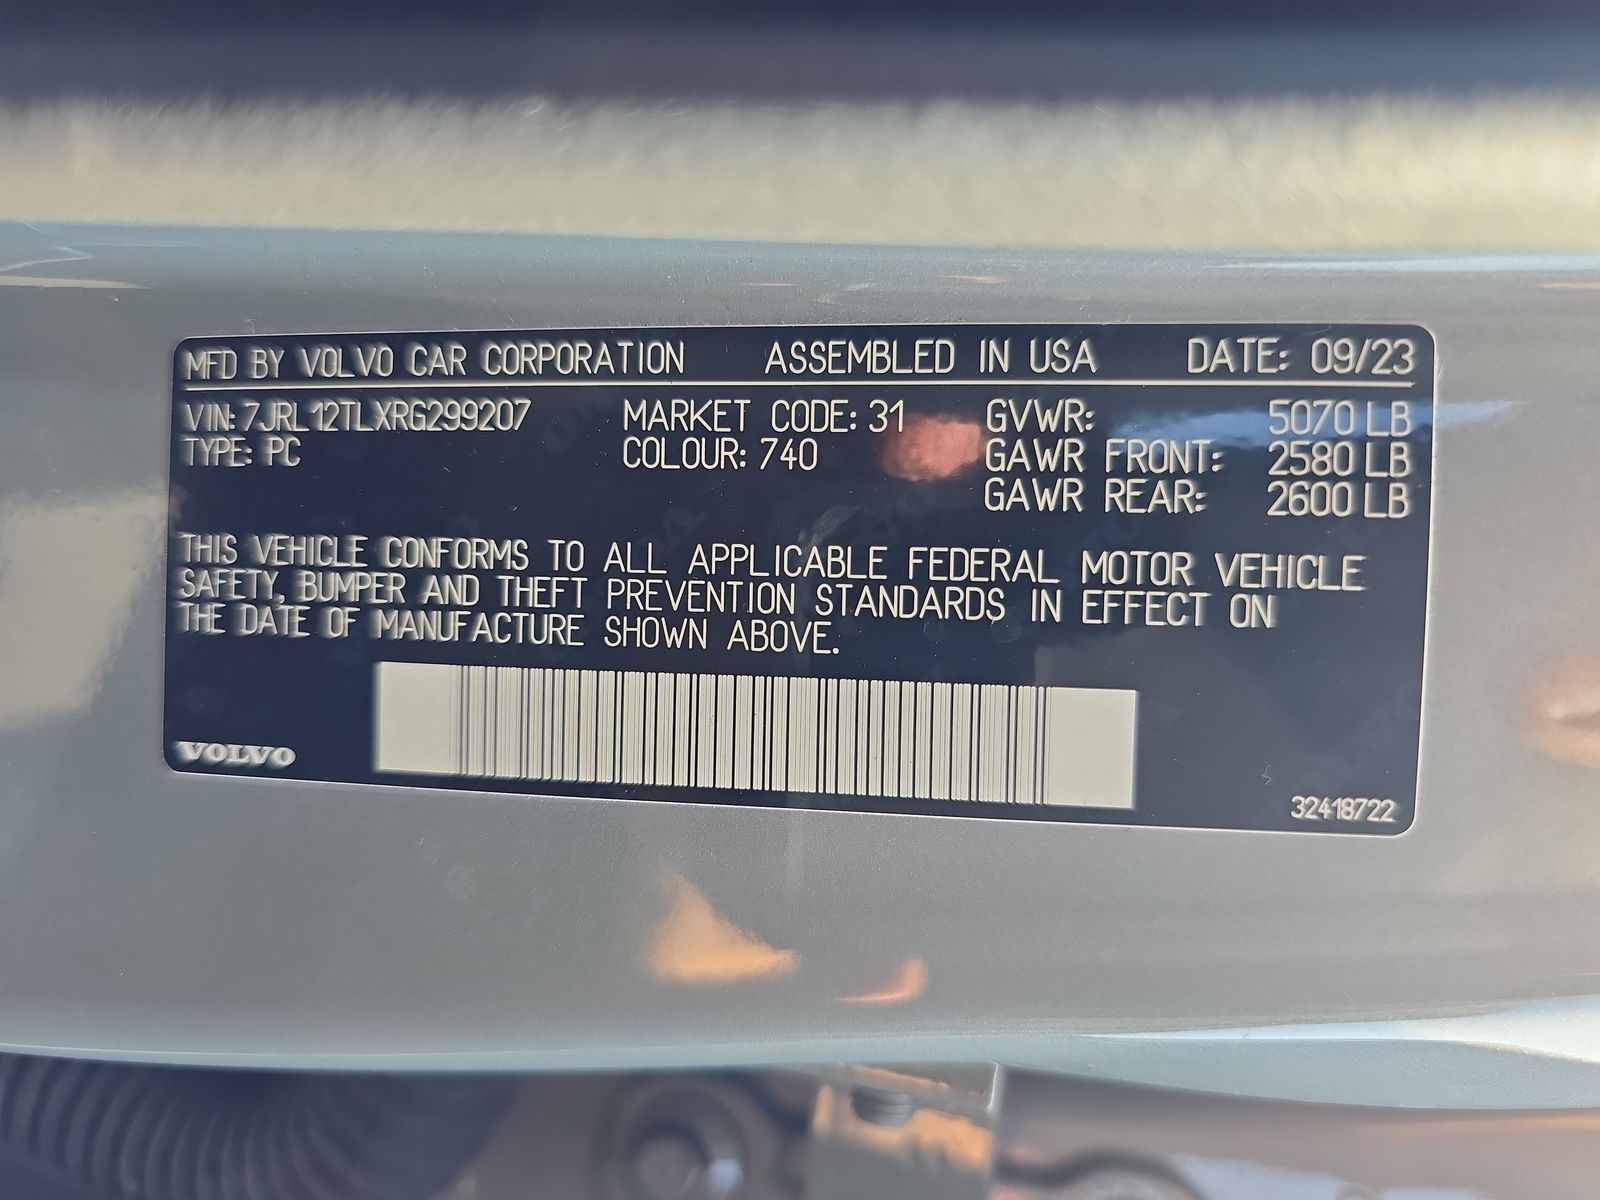 MFD BY VOLVO CAR CORPORATION ASSEMBLED IN USA DATE: 09/23
VIN: 7JRL12TLXRG299207 MARKET CODE: 31 GVWR: 5070 LB
TYPE: PC COLOUR: 740 GAWR FRONT: 2580 LB
GAWR REAR: 2600 LB
THIS VEHICLE CONFORMS TO ALL APPLICABLE FEDERAL MOTOR VEHICLE
SAFETY, BUMPER AND THEFT PREVENTION STANDARDS IN EFFECT ON
THE DATE OF MANUFACTURE SHOWN ABOVE.
VOLVO
32418722